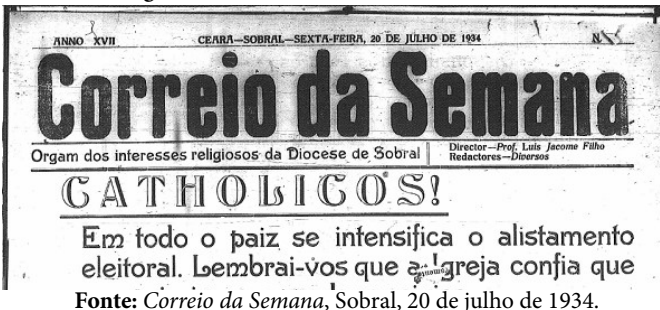 ANNO XVII CEARA—SOBRAL—SEXTA-FEIRA, 20 DE JULHO DE 1934 N.
Correio da Semana
Orgam dos interesses religiosos da Diocese de Sobral
Director—Prof. Luis Jacome Filho
Redactores—Diversos
CATHOLICOS!
Em todo o paiz se intensifica o alistamento
eleitoral. Lembrai-vos que a Igreja confia que
Fonte: Correio da Semana, Sobral, 20 de julho de 1934.